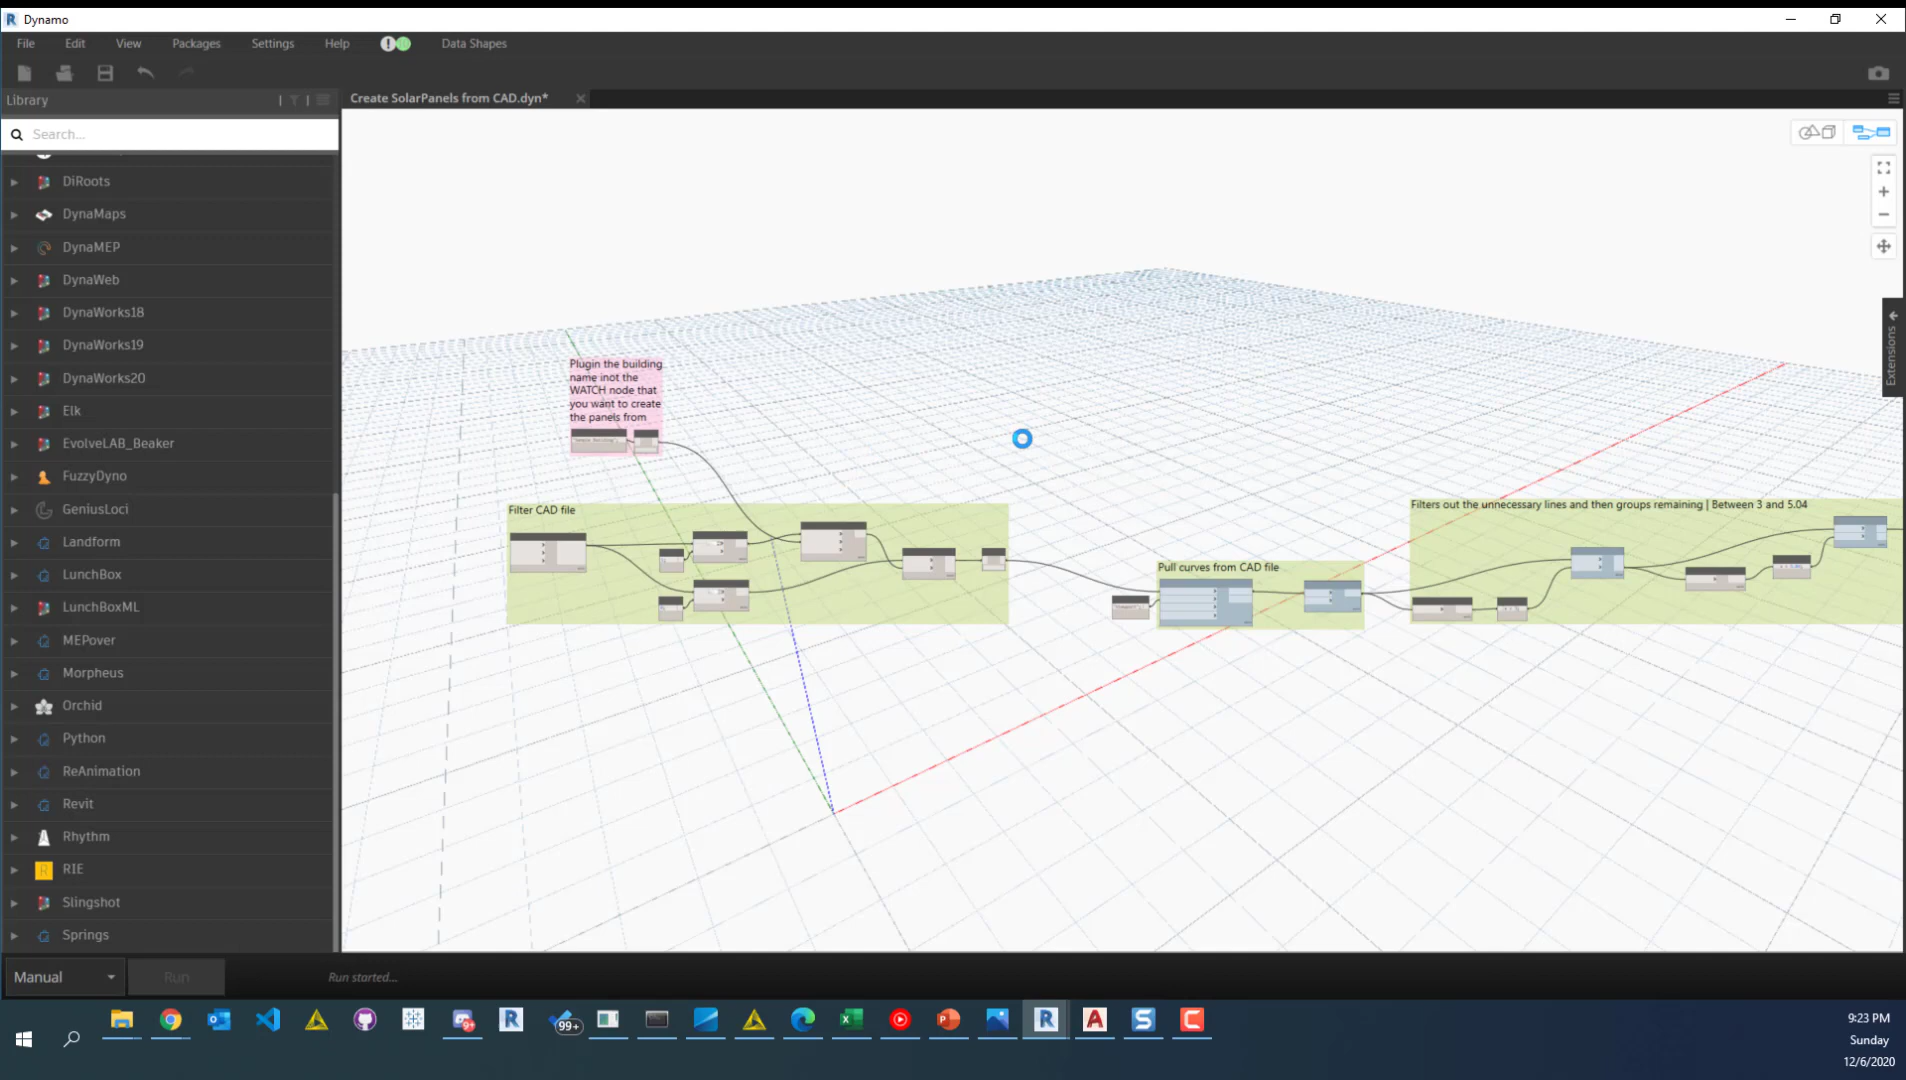 Dynamo
File Edit View Packages Settings Help Data Shapes
Library
Create SolarPanels from CAD.dyn*
Search...
DiRoots
DynaMaps
DynaMEP
DynaWeb
DynaWorks18
DynaWorks19
DynaWorks20
Elk
EvolveLAB_Beaker
FuzzyDyno
GeniusLoci
Landform
LunchBox
LunchBoxML
MEPover
Morpheus
Orchid
Python
ReAnimation
Revit
Rhythm
RIE
Slingshot
Springs
Plugin the building
name inot the
WATCH node that
you want to create
the panels from
Filter CAD file
Pull curves from CAD file
Filters out the unnecessary lines and then groups remaining | Between 3 and 5.04
Extensions
Manual
Run
Run started...
99+
9:23 PM
Sunday
12/6/2020